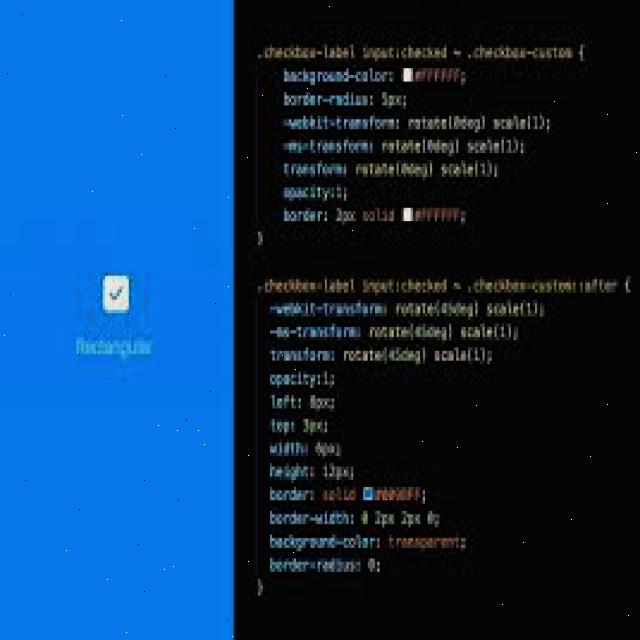 Rectangular
.checkbox-label input:checked ~ .checkbox-custom {
background-color: #FFFFFF;
border-radius: 5px;
-webkit-transform: rotate(0deg) scale(1);
-ms-transform: rotate(0deg) scale(1);
transform: rotate(0deg) scale(1);
opacity:1;
border: 2px solid #FFFFFF;
}
.checkbox-label input:checked ~ .checkbox-custom::after {
-webkit-transform: rotate(45deg) scale(1);
-ms-transform: rotate(45deg) scale(1);
transform: rotate(45deg) scale(1);
opacity:1;
left: 8px;
top: 3px;
width: 6px;
height: 12px;
border: solid
border-width: 0 2px 2px 0;
background-color: transparent;
border-radius: 0;
}